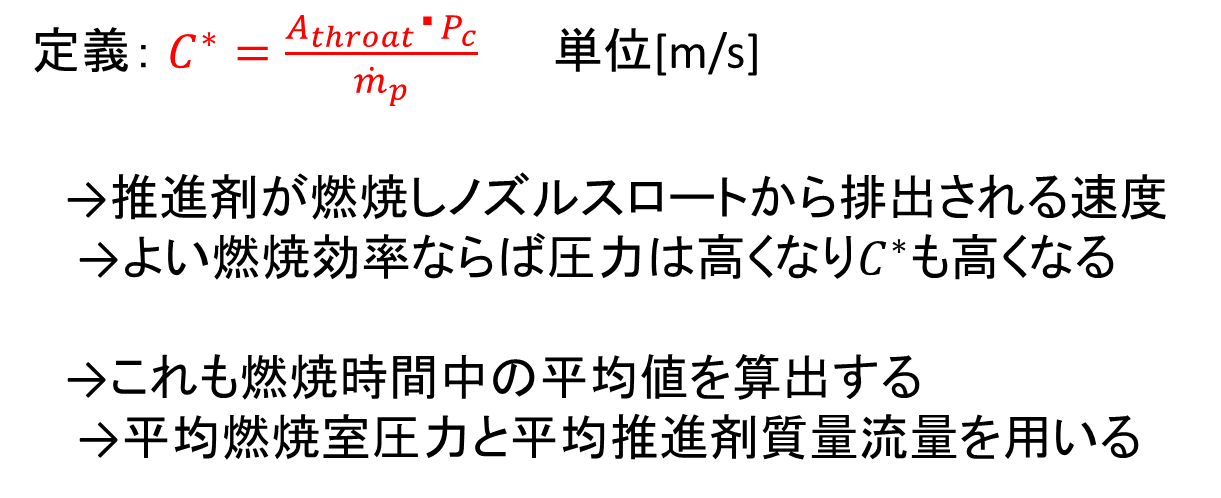 定義： C* = A_throat ▪ P_c / ṁ_p 単位[m/s]
→推進剤が燃焼しノズルスロートから排出される速度
→よい燃焼効率ならば圧力は高くなりC*も高くなる
→これも燃焼時間中の平均値を算出する
→平均燃焼室圧力と平均推進剤質量流量を用いる